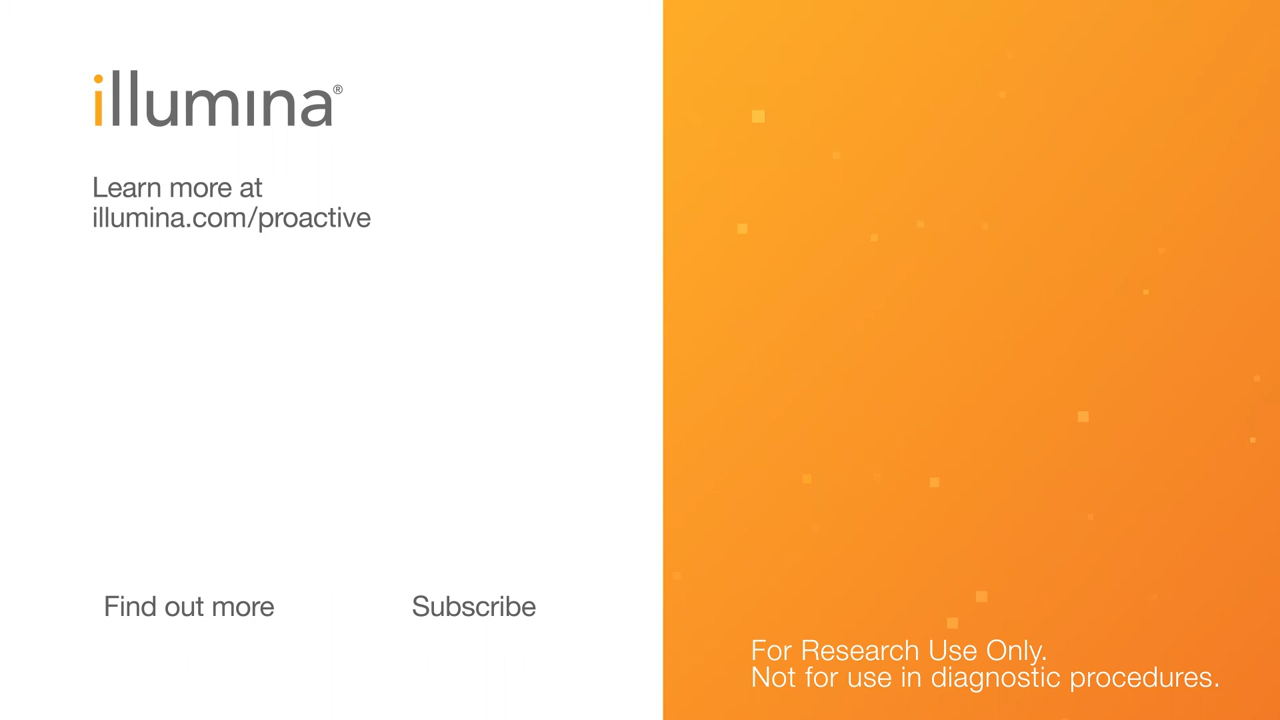 illumina®
Learn more at
illumina.com/proactive
Find out more
Subscribe
For Research Use Only.
Not for use in diagnostic procedures.